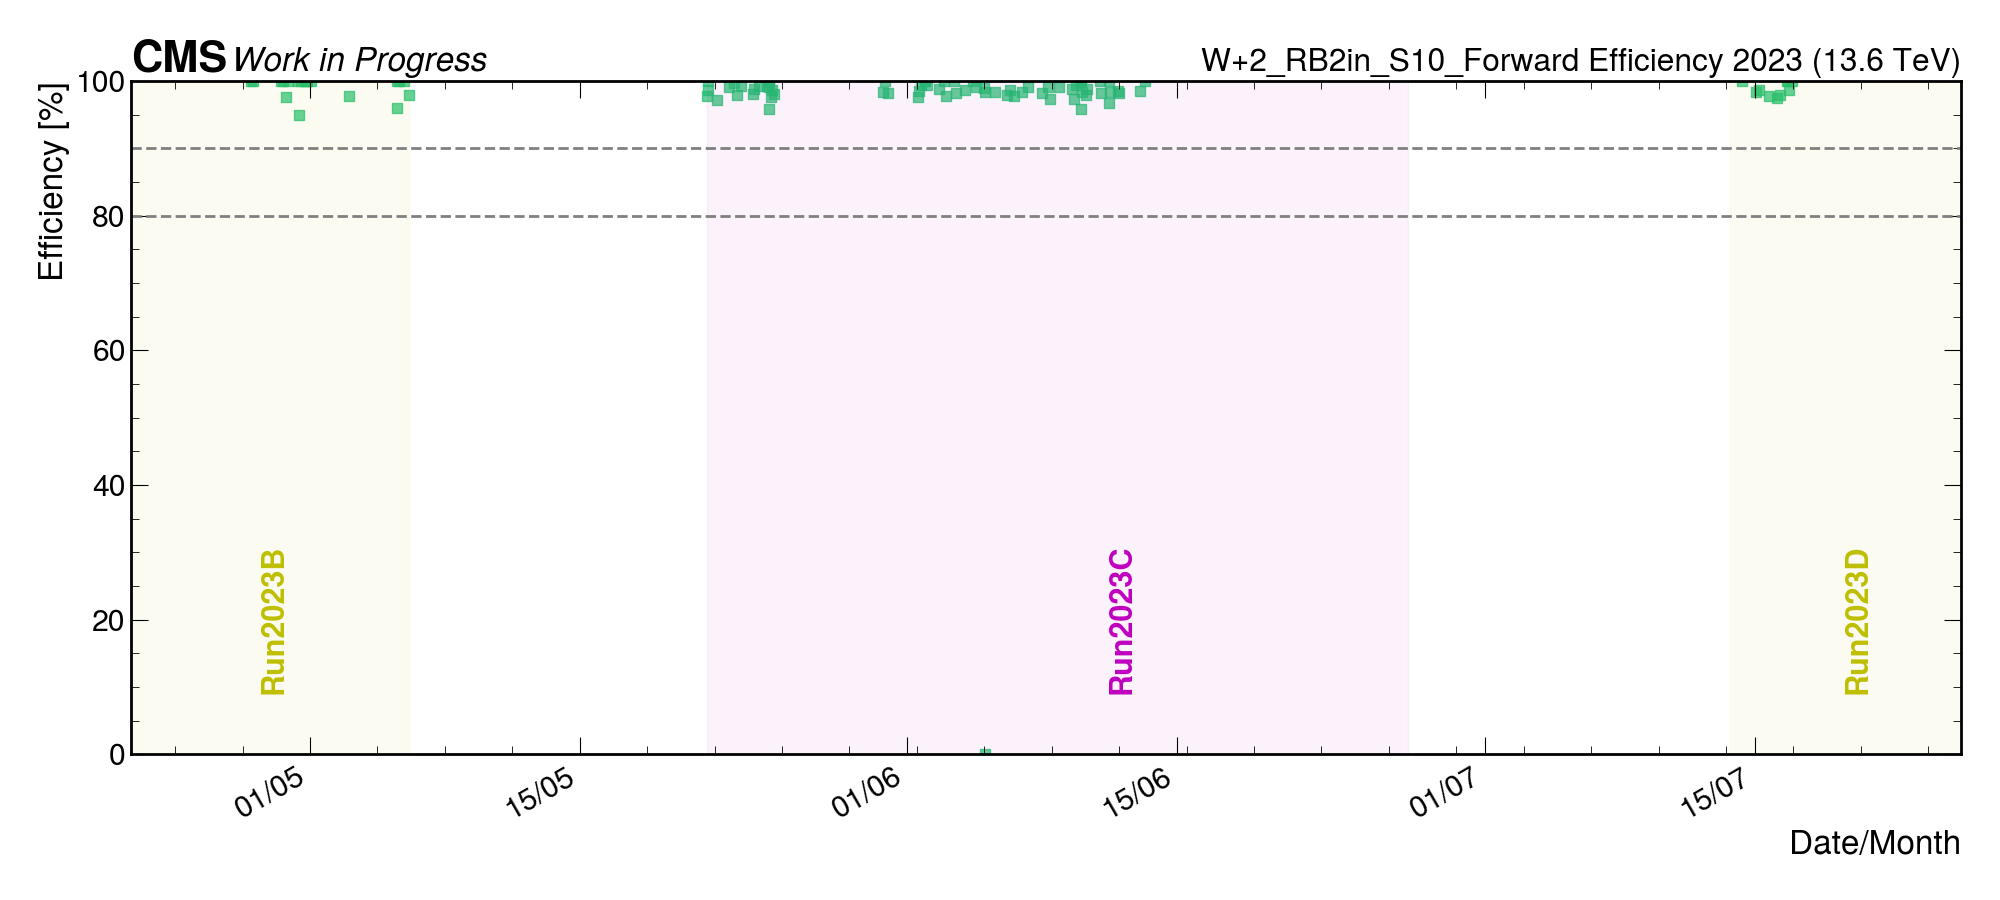 CMS Work in Progress
W+2_RB2in_S10_Forward Efficiency 2023 (13.6 TeV)
Efficiency [%]
100
80
60
40
20
0
Run2023B
Run2023C
Run2023D
01/05
15/05
01/06
15/06
01/07
15/07
Date/Month